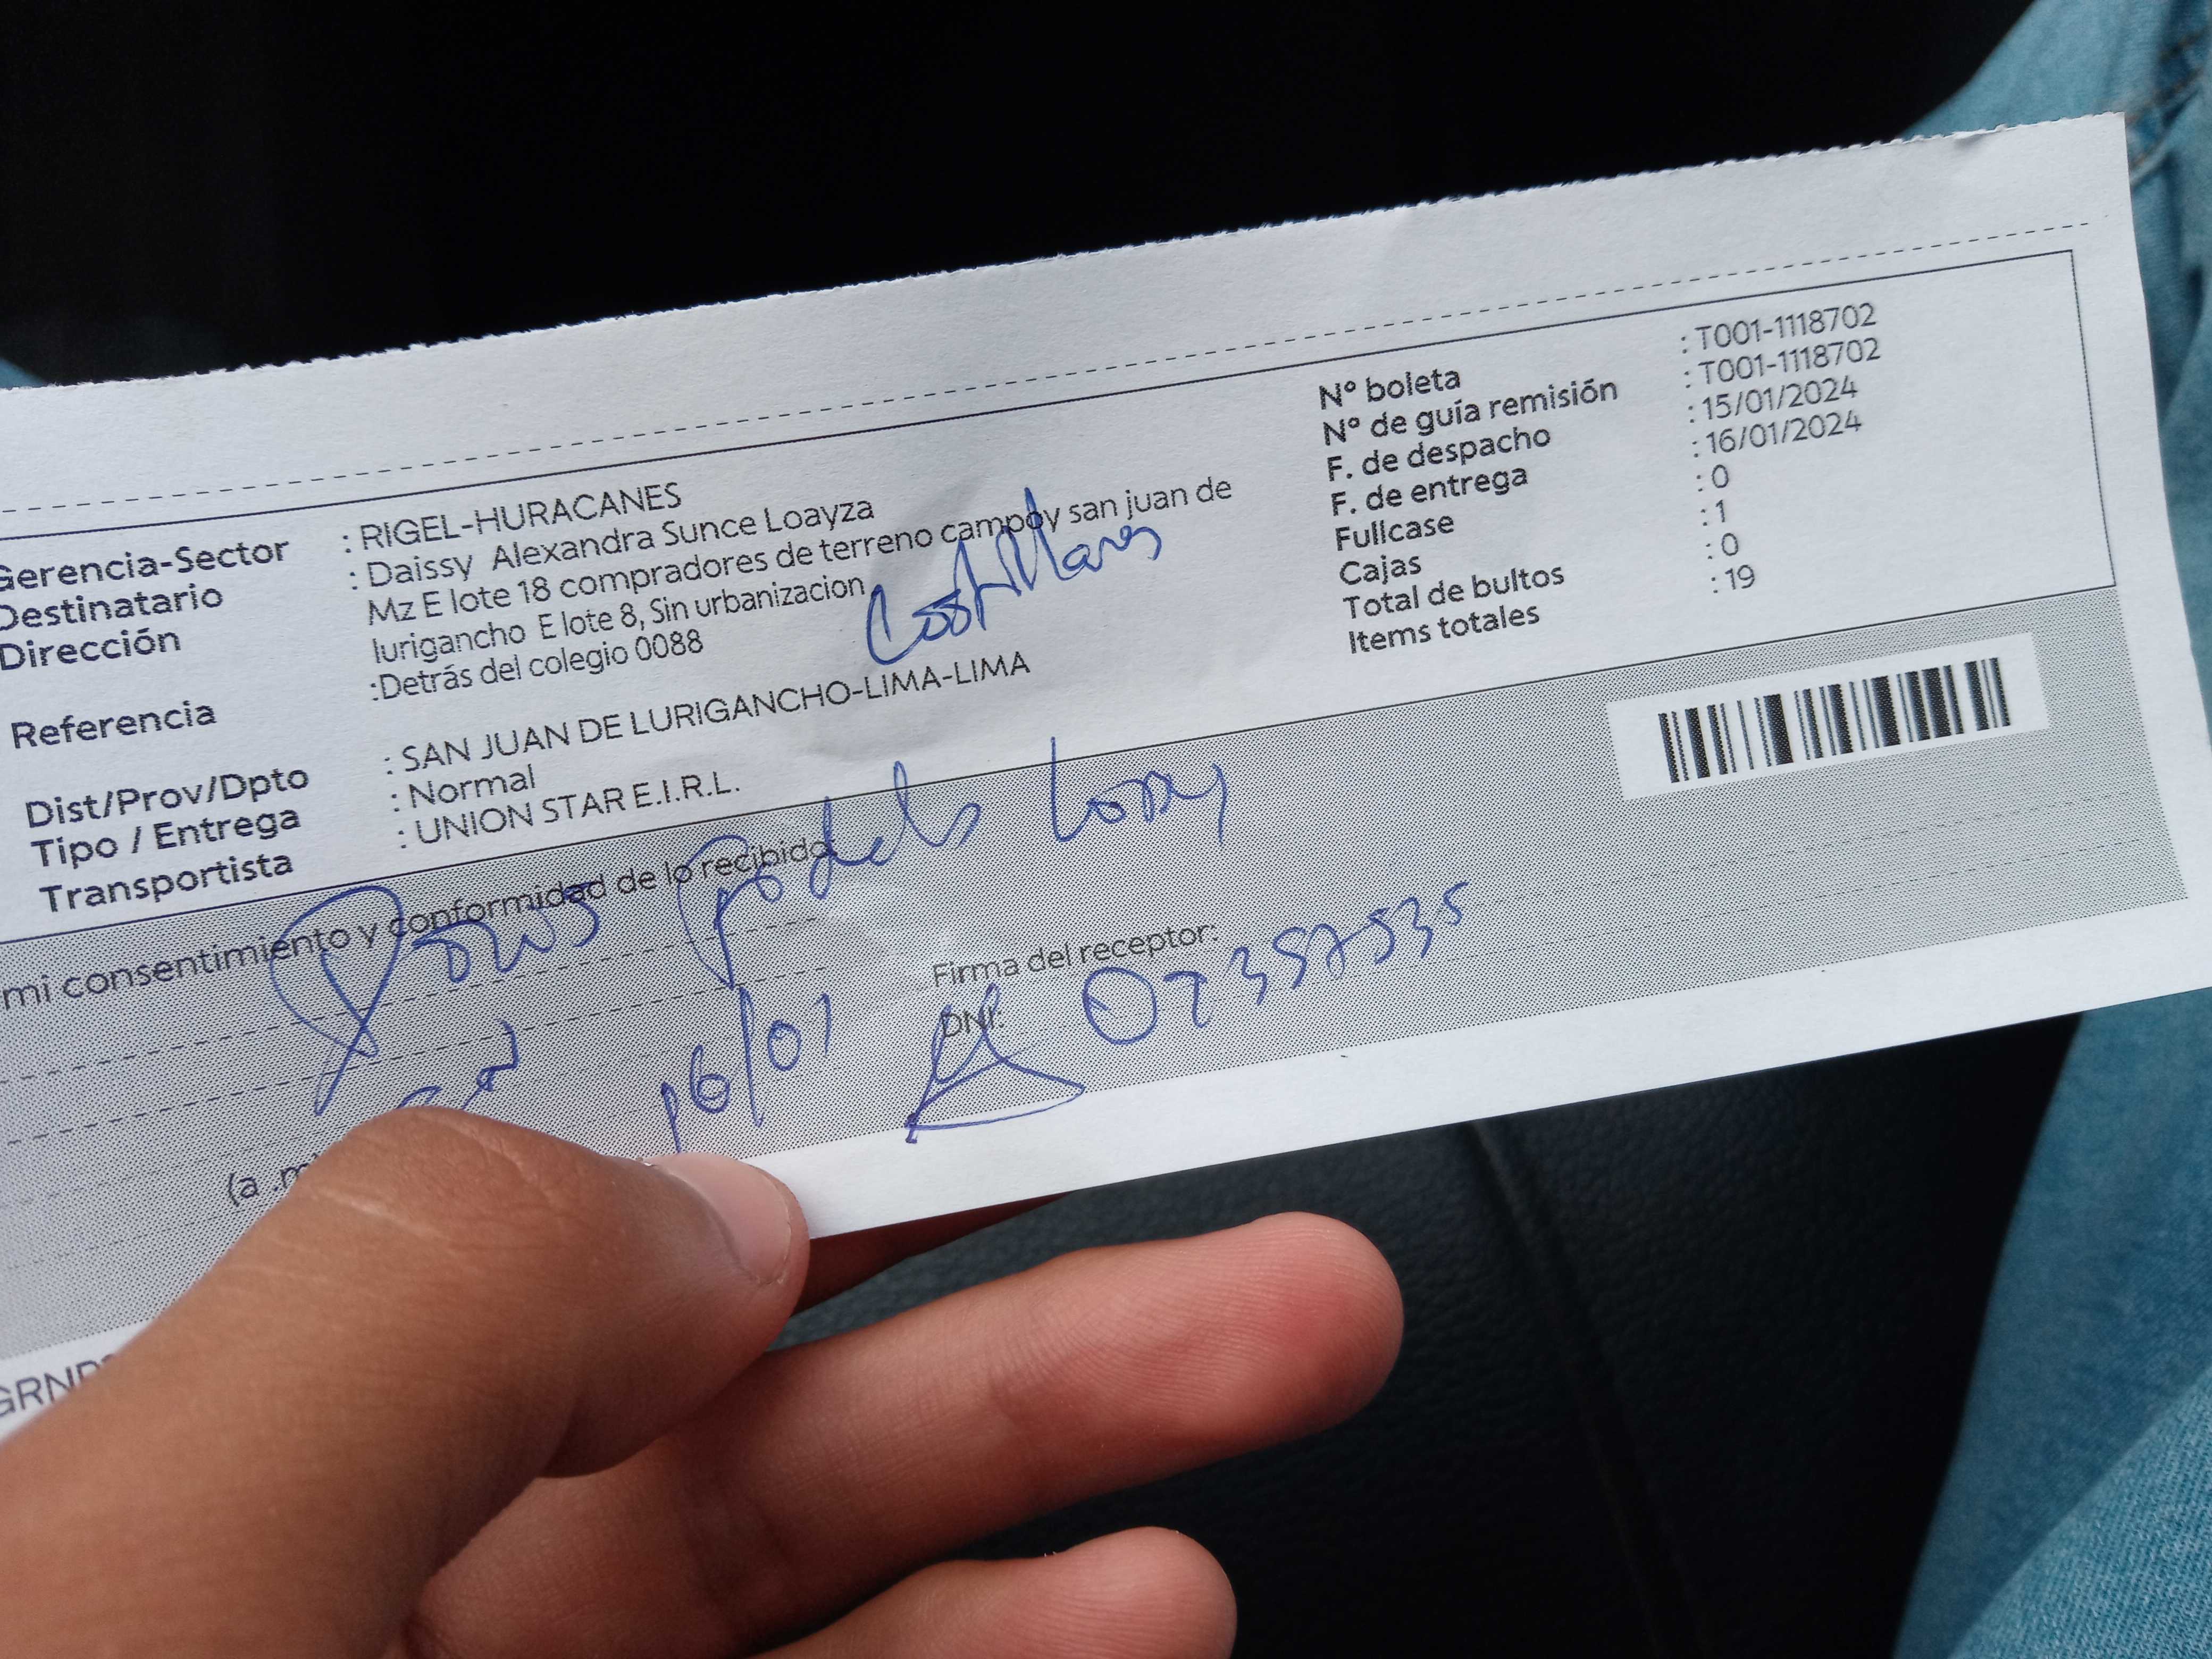 Gerencia-Sector : RIGEL-HURACANES
Destinatario : Daissy Alexandra Sunce Loayza
Dirección Mz E lote 18 compradores de terreno campoy san juan de
lurigancho E lote 8, Sin urbanizacion
Referencia :Detrás del colegio 0088
Dist/Prov/Dpto : SAN JUAN DE LURIGANCHO-LIMA-LIMA
Tipo / Entrega : Normal
Transportista : UNION STAR E.I.R.L.
Nº boleta : T001-1118702
Nº de guía remisión : T001-1118702
F. de despacho : 15/01/2024
F. de entrega : 16/01/2024
Fullcase : 0
Cajas : 1
Total de bultos : 0
Items totales : 19
mi consentimiento y conformidad de lo recibido
Firma del receptor:
DNI: 07357535
16/01
(a .m